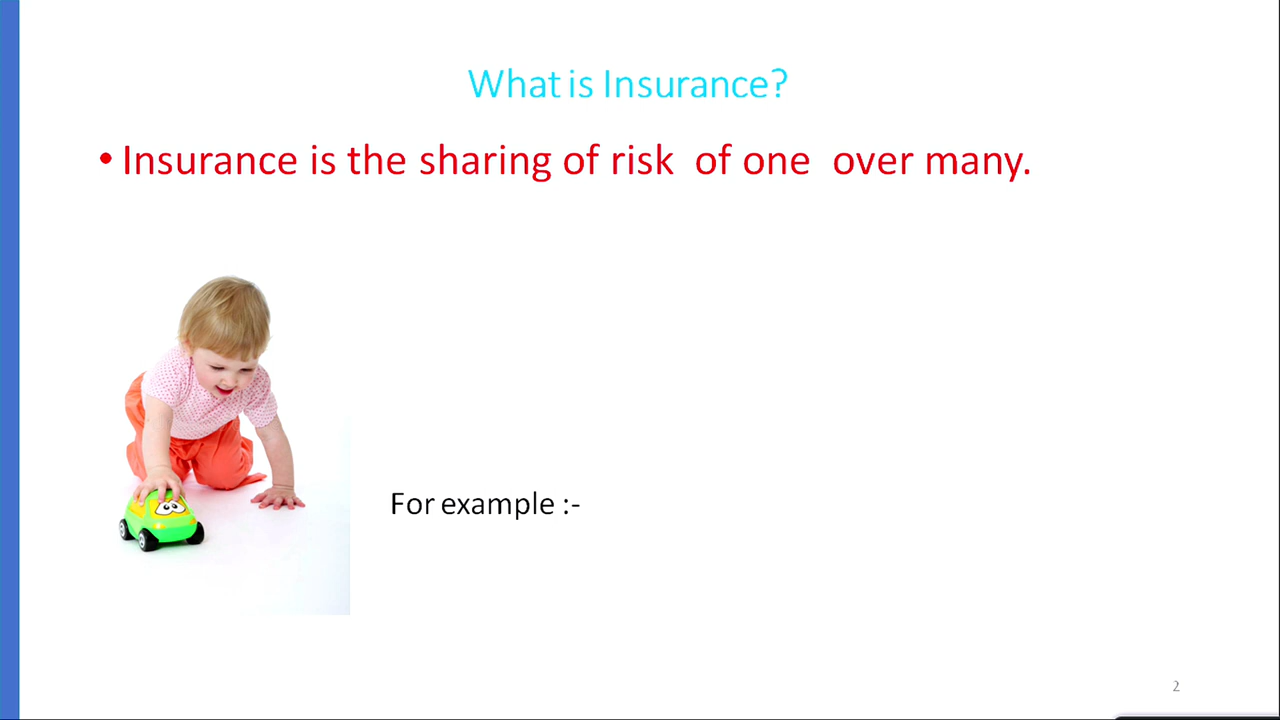 What is Insurance?
• Insurance is the sharing of risk  of one  over many.
For example :-
2